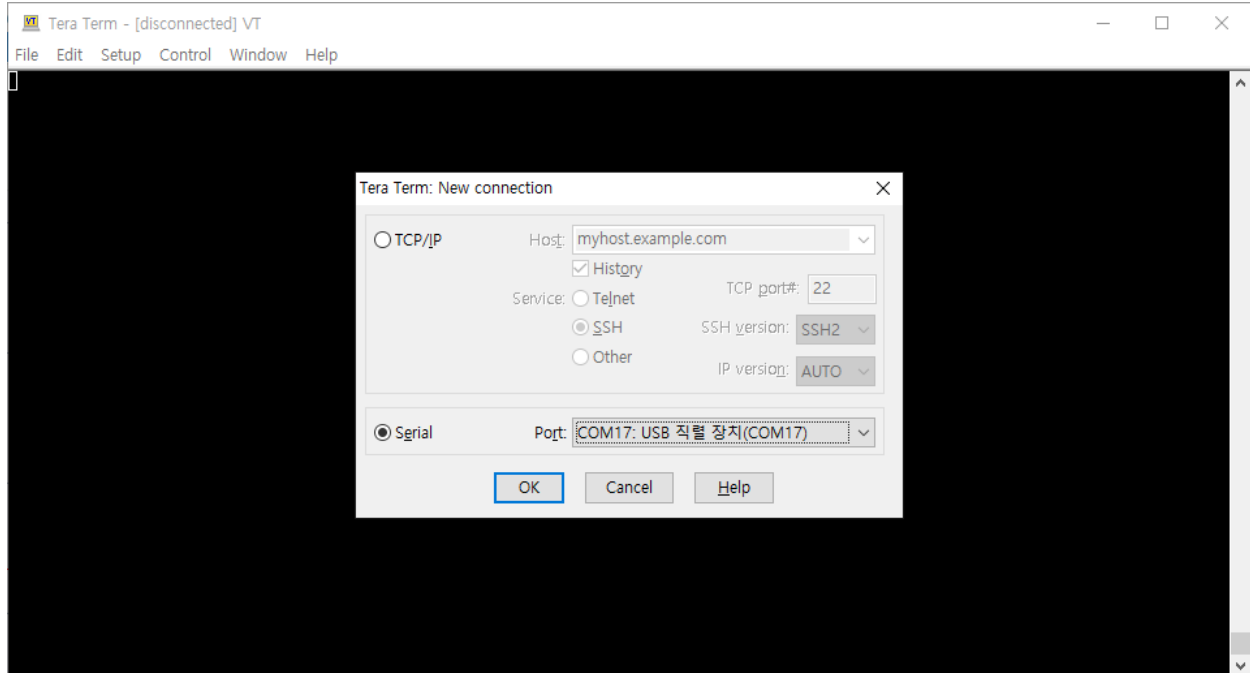 Tera Term - [disconnected] VT
File Edit Setup Control Window Help
Tera Term: New connection
TCP/IP Host: myhost.example.com
History
Service: Telnet TCP port#: 22
SSH SSH version: SSH2
Other IP version: AUTO
Serial Port: COM17: USB 직렬 장치(COM17)
OK Cancel Help